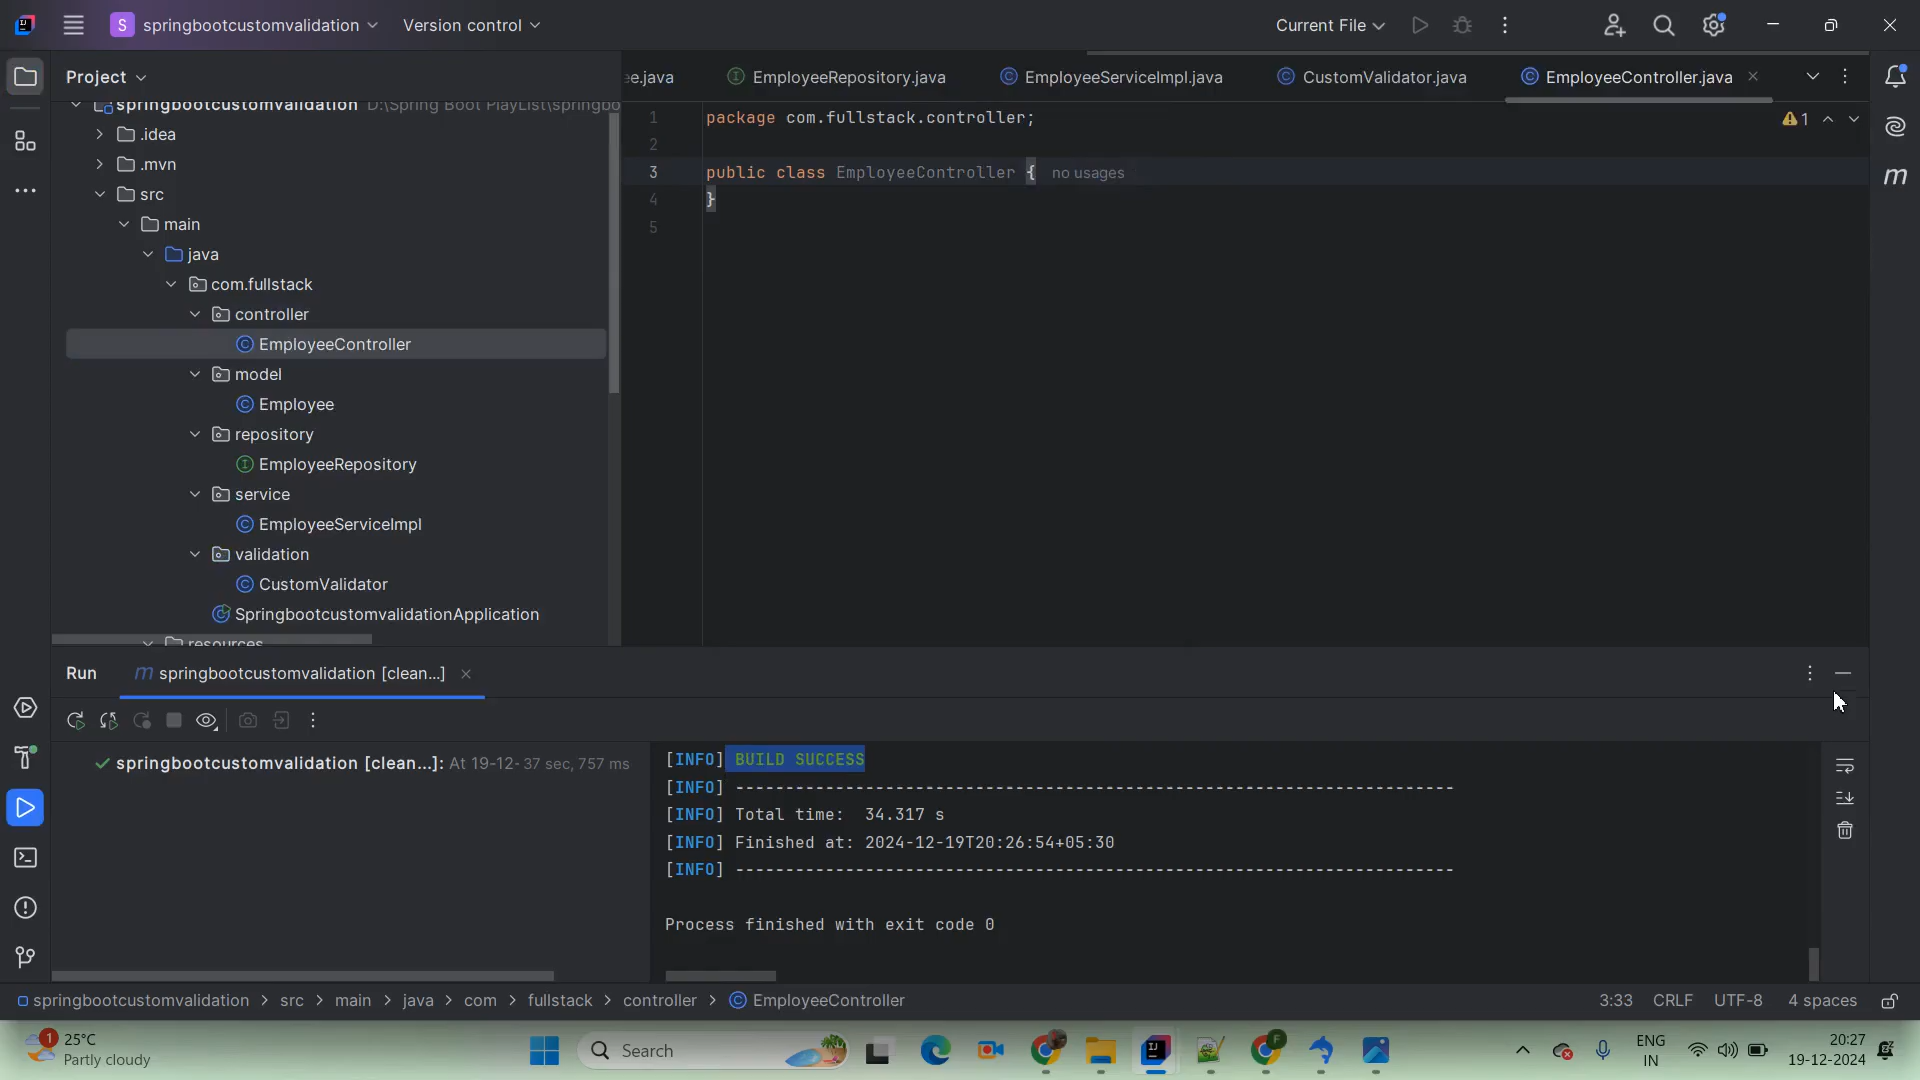 S springbootcustomvalidation Version control Current File
Project
springbootcustomvalidation D:\Spring Boot PlayList\springbo
.idea
.mvn
src
main
java
com.fullstack
controller
EmployeeController
model
Employee
repository
EmployeeRepository
service
EmployeeServiceImpl
validation
CustomValidator
SpringbootcustomvalidationApplication
resources
ee.java EmployeeRepository.java EmployeeServiceImpl.java CustomValidator.java EmployeeController.java
1 package com.fullstack.controller;
2
3 public class EmployeeController { no usages
4 }
5
1
Run springbootcustomvalidation [clean...]
springbootcustomvalidation [clean...]: At 19-12- 37 sec, 757 ms
[INFO] BUILD SUCCESS
[INFO] ------------------------------------------------------------------------
[INFO] Total time:  34.317 s
[INFO] Finished at: 2024-12-19T20:26:54+05:30
[INFO] ------------------------------------------------------------------------
Process finished with exit code 0
springbootcustomvalidation > src > main > java > com > fullstack > controller > EmployeeController 3:33 CRLF UTF-8 4 spaces
1 25°C
Partly cloudy
Search
ENG
IN
20:27
19-12-2024